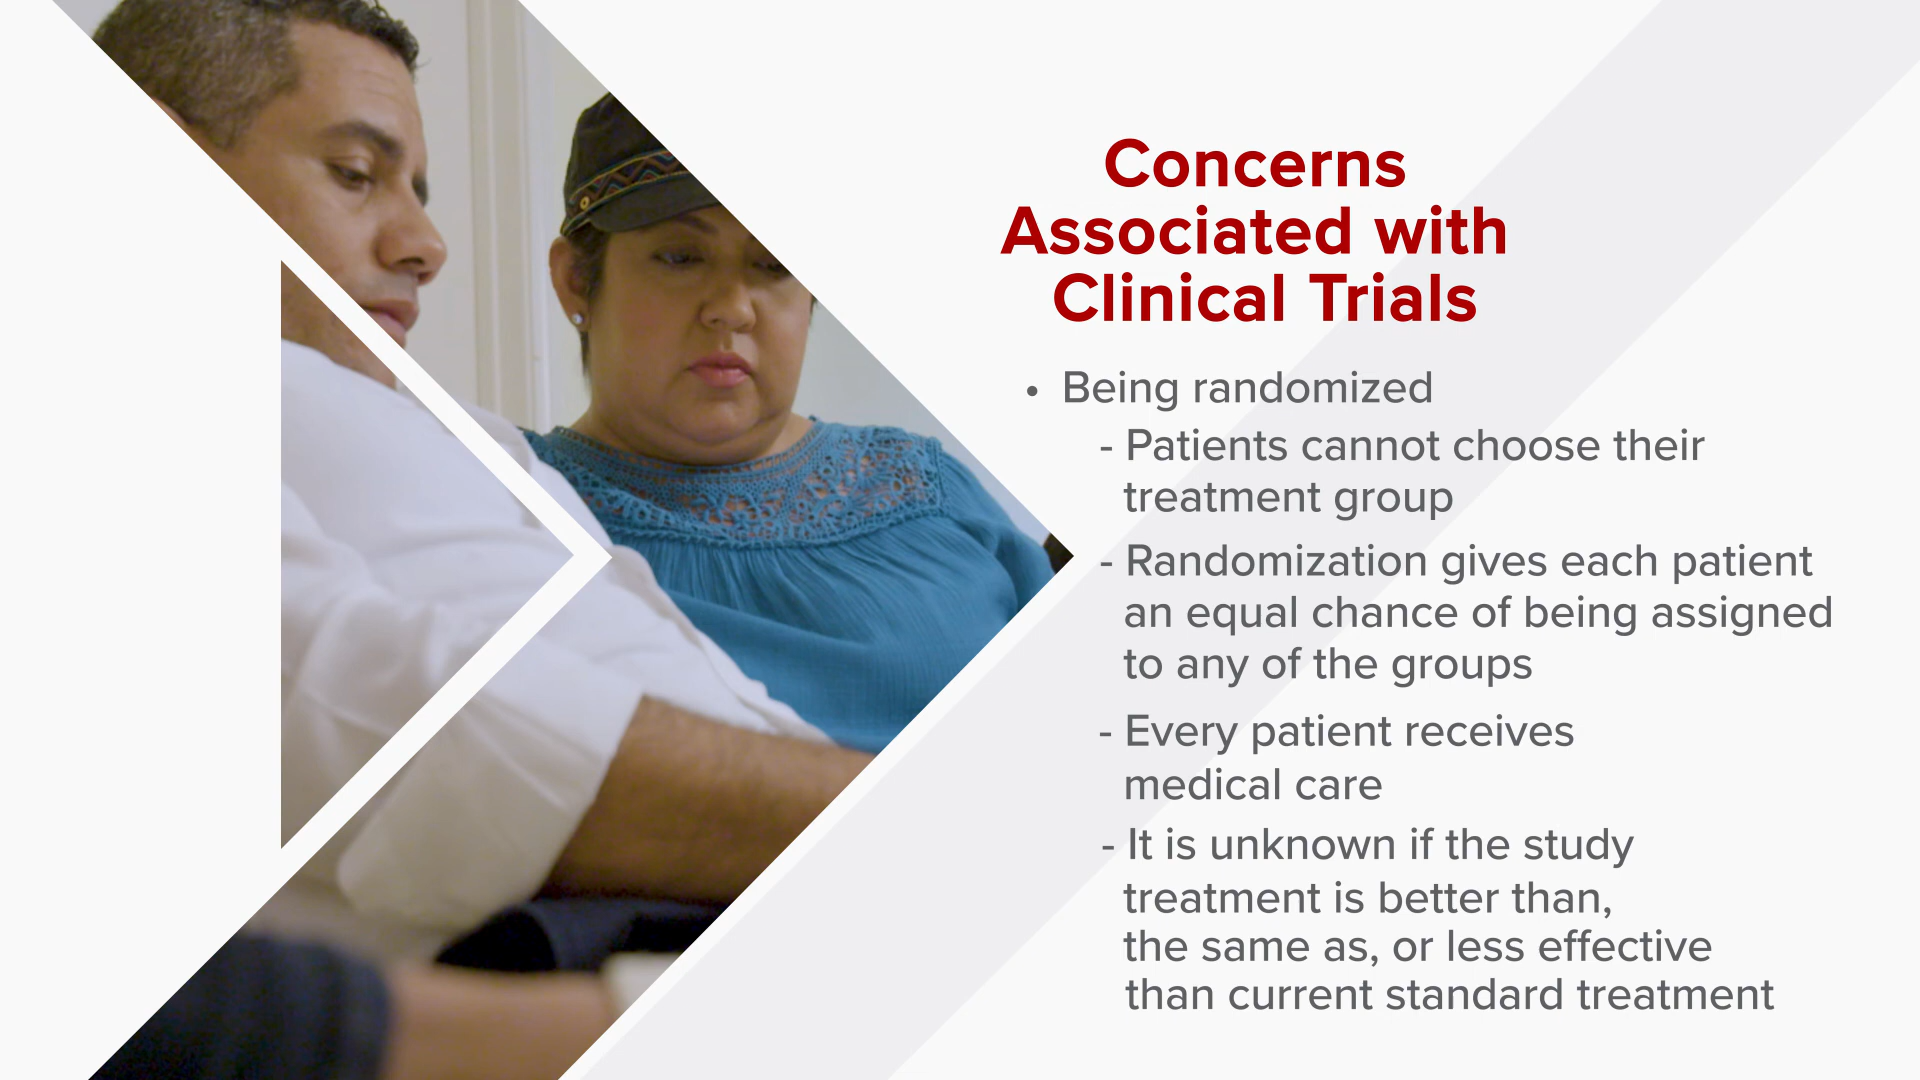 Concerns
Associated with
Clinical Trials
• Being randomized
- Patients cannot choose their
treatment group
- Randomization gives each patient
an equal chance of being assigned
to any of the groups
- Every patient receives
medical care
- It is unknown if the study
treatment is better than,
the same as, or less effective
than current standard treatment